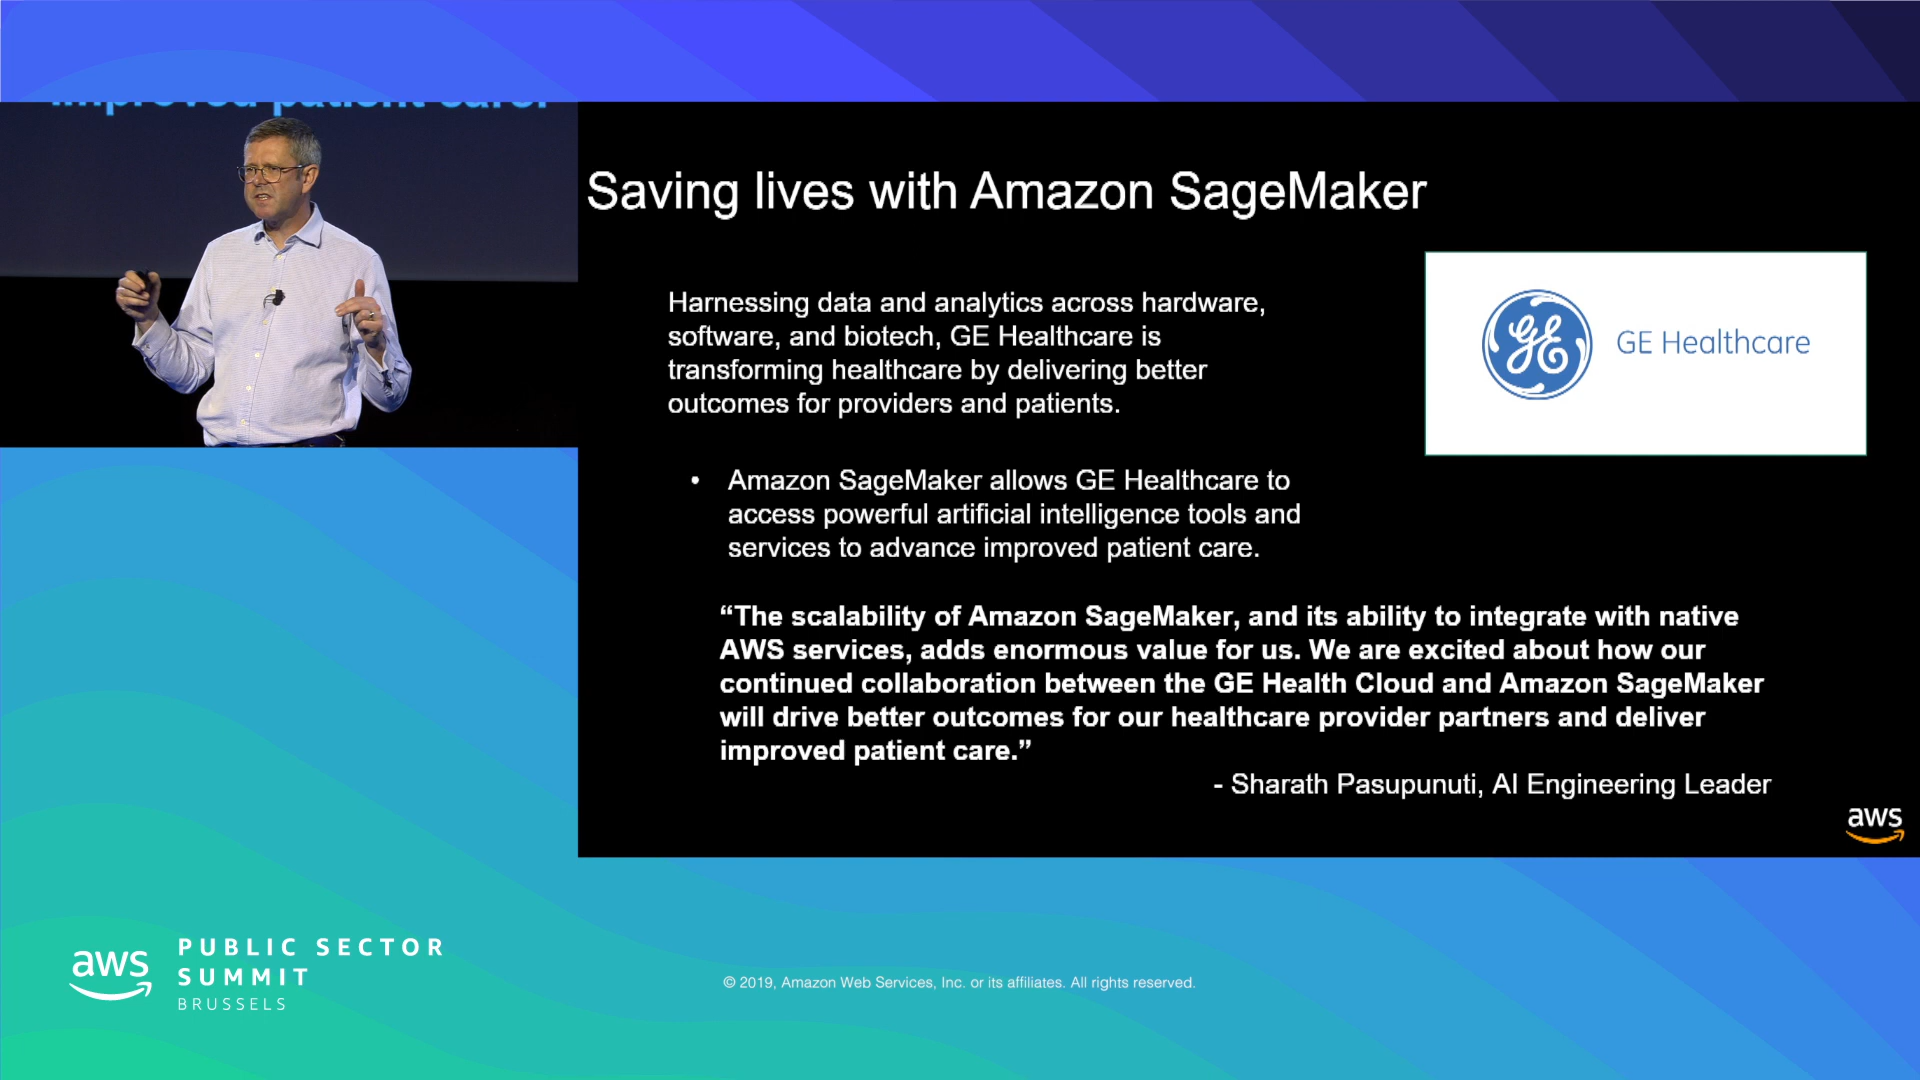 improved patient care.
Saving lives with Amazon SageMaker
Harnessing data and analytics across hardware,
software, and biotech, GE Healthcare is
transforming healthcare by delivering better
outcomes for providers and patients.
GE Healthcare
• Amazon SageMaker allows GE Healthcare to
access powerful artificial intelligence tools and
services to advance improved patient care.
“The scalability of Amazon SageMaker, and its ability to integrate with native
AWS services, adds enormous value for us. We are excited about how our
continued collaboration between the GE Health Cloud and Amazon SageMaker
will drive better outcomes for our healthcare provider partners and deliver
improved patient care.”
- Sharath Pasupunuti, AI Engineering Leader
aws
aws
PUBLIC SECTOR
SUMMIT
BRUSSELS
© 2019, Amazon Web Services, Inc. or its affiliates. All rights reserved.